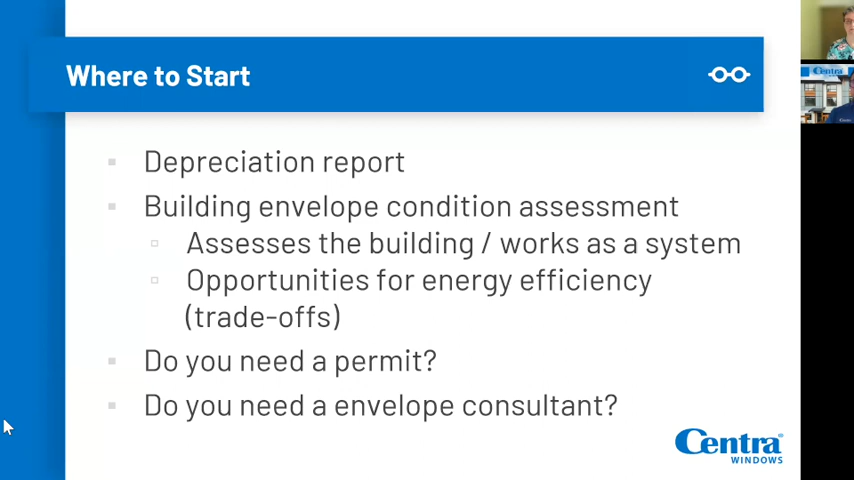 Where to Start
Depreciation report
Building envelope condition assessment
Assesses the building / works as a system
Opportunities for energy efficiency
(trade-offs)
Do you need a permit?
Do you need a envelope consultant?
Centra
WINDOWS
Centra